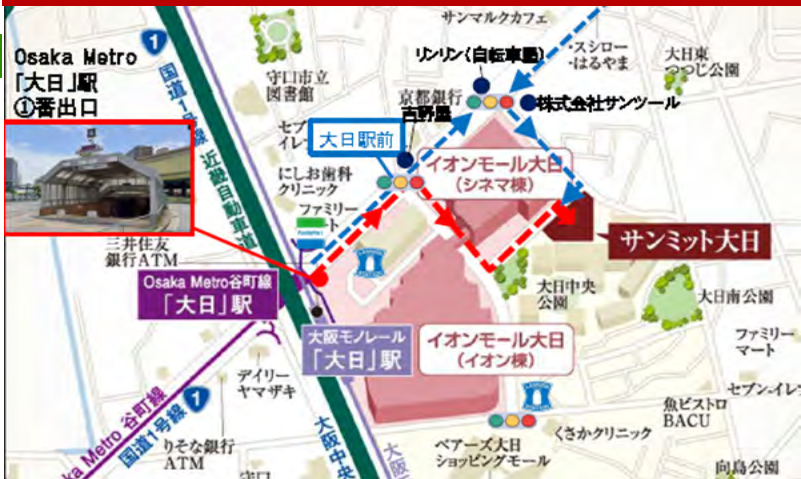 Osaka Metro
「大日」駅
①番出口
1
国道1号線
近畿自動車道
守口市立
図書館
サンマルクカフェ
リンリン(自転車屋)
・スシロー
・はるやま
大日東
つつじ公園
京都銀行
吉野屋
株式会社サンツール
セブ
イレ
大日駅前
にしお歯科
クリニック
ファミリー
マート
FamilyMart
イオンモール大日
(シネマ棟)
サンミット大日
三井住友
銀行ATM
Osaka Metro谷町線
「大日」駅
LAWSON
大日中央
公園
大日南公園
大阪モノレール
「大日」駅
イオンモール大日
(イオン棟)
ファミリー
マート
デイリー
ヤマザキ
セブン-イレ
LAWSON
魚ビストロ
BACU
ka Metro 谷町線
国道1号線
1
りそな銀行
ATM
守口
大阪中央
大阪
ベアーズ大日
ショッピングモール
くさかクリニック
向島公園